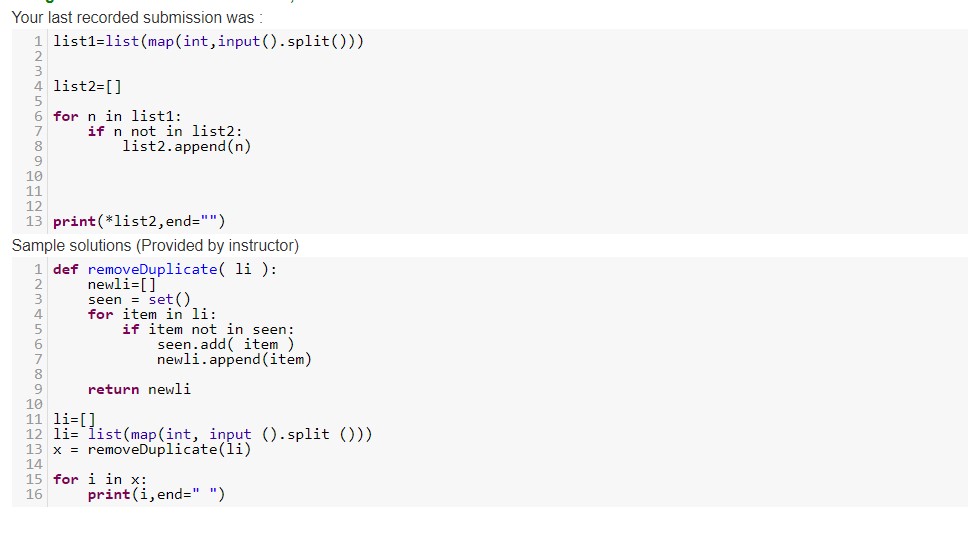 Your last recorded submission was :
1 list1=list(map(int,input().split()))
2
3
4 list2=[]
5
6 for n in list1:
7     if n not in list2:
8         list2.append(n)
9
10
11
12
13 print(*list2,end="")
Sample solutions (Provided by instructor)
1 def removeDuplicate( li ):
2     newli=[]
3     seen = set()
4     for item in li:
5         if item not in seen:
6             seen.add( item )
7             newli.append(item)
8
9     return newli
10
11 li=[]
12 li= list(map(int, input ().split ()))
13 x = removeDuplicate(li)
14
15 for i in x:
16     print(i,end=" ")